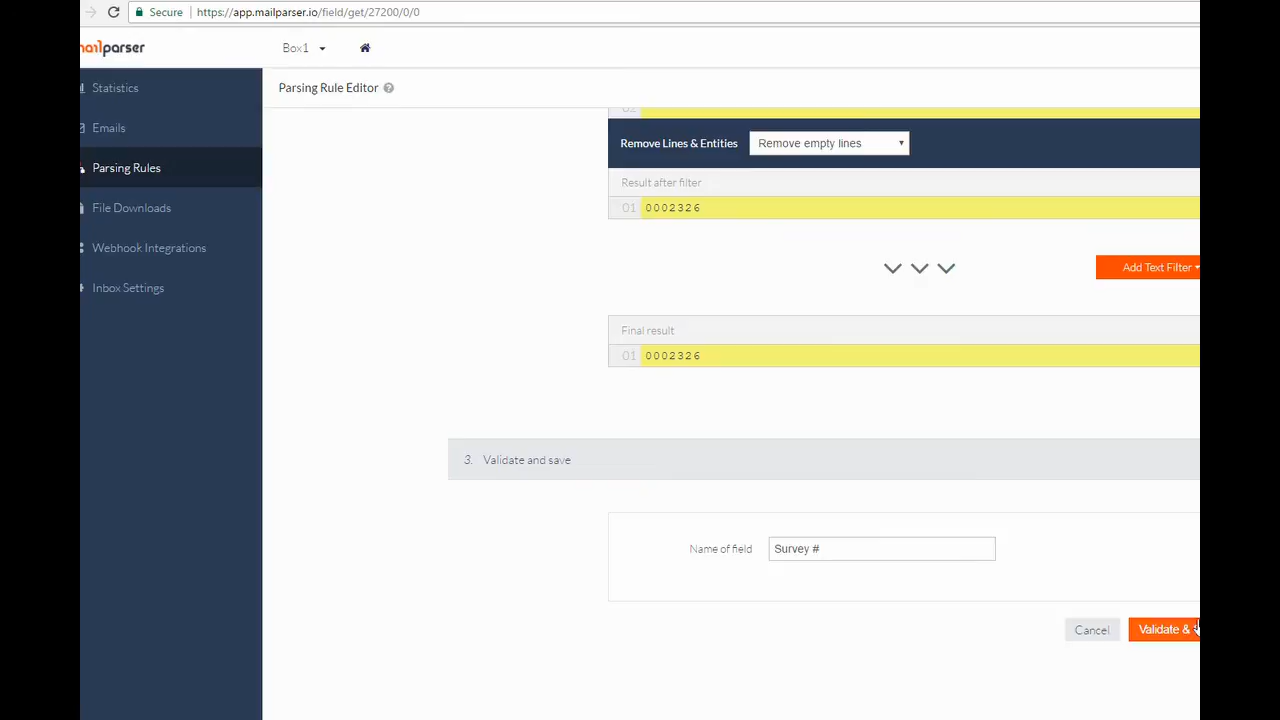 Secure https://app.mailparser.io/field/get/27200/0/0
mailparser Box1
Statistics
Parsing Rule Editor ?
Emails
Remove Lines & Entities Remove empty lines
Parsing Rules
Result after filter
File Downloads
01 0002326
Webhook Integrations
Add Text Filter
Inbox Settings
Final result
01 0002326
3. Validate and save
Name of field Survey #
Cancel Validate &